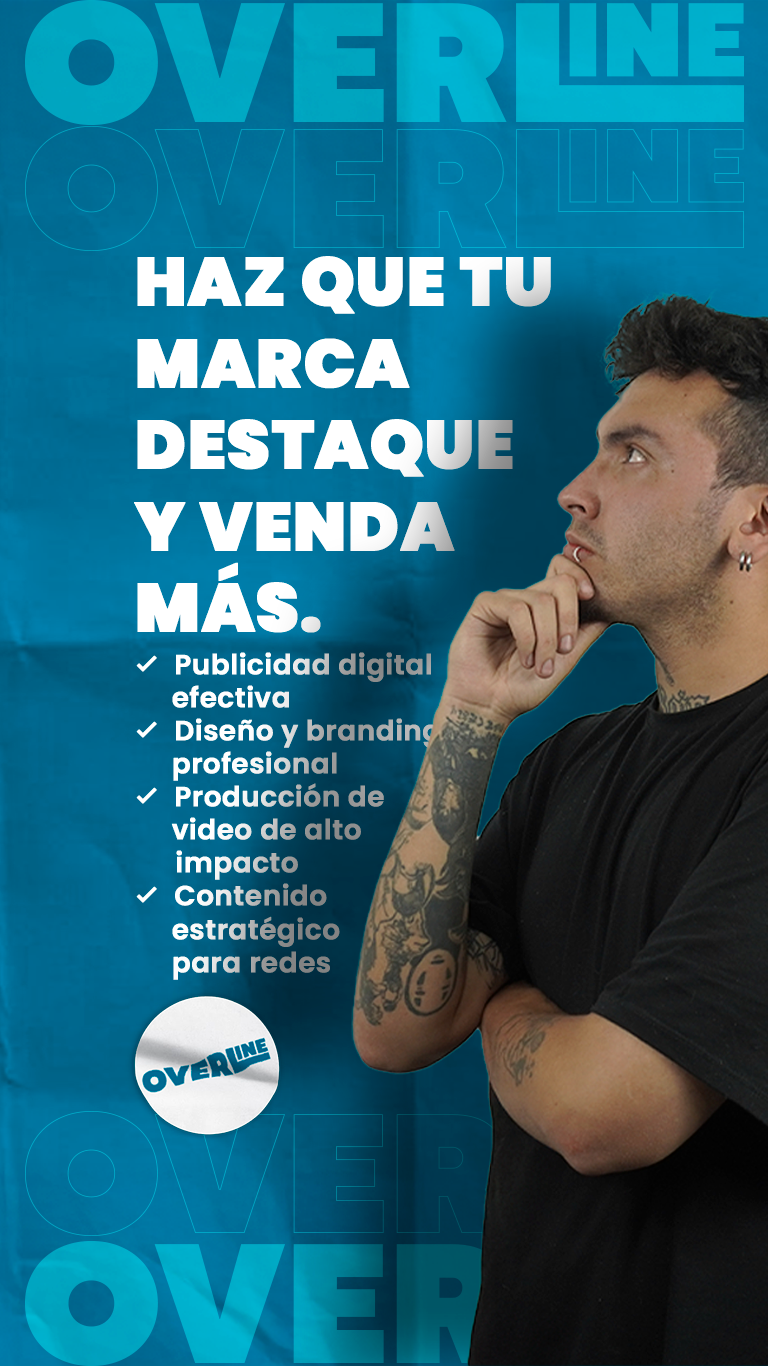 OVERLINE
OVERLINE
HAZ QUE TU
MARCA
DESTAQUE
Y VENDA
MÁS.
Publicidad digital
efectiva
Diseño y branding
profesional
Producción de
video de alto
impacto
Contenido
estratégico
para redes
OVERLINE
OVER
OVER